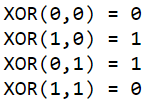 XOR(0,0) = 0
XOR(1,0) = 1
XOR(0,1) = 1
XOR(1,1) = 0